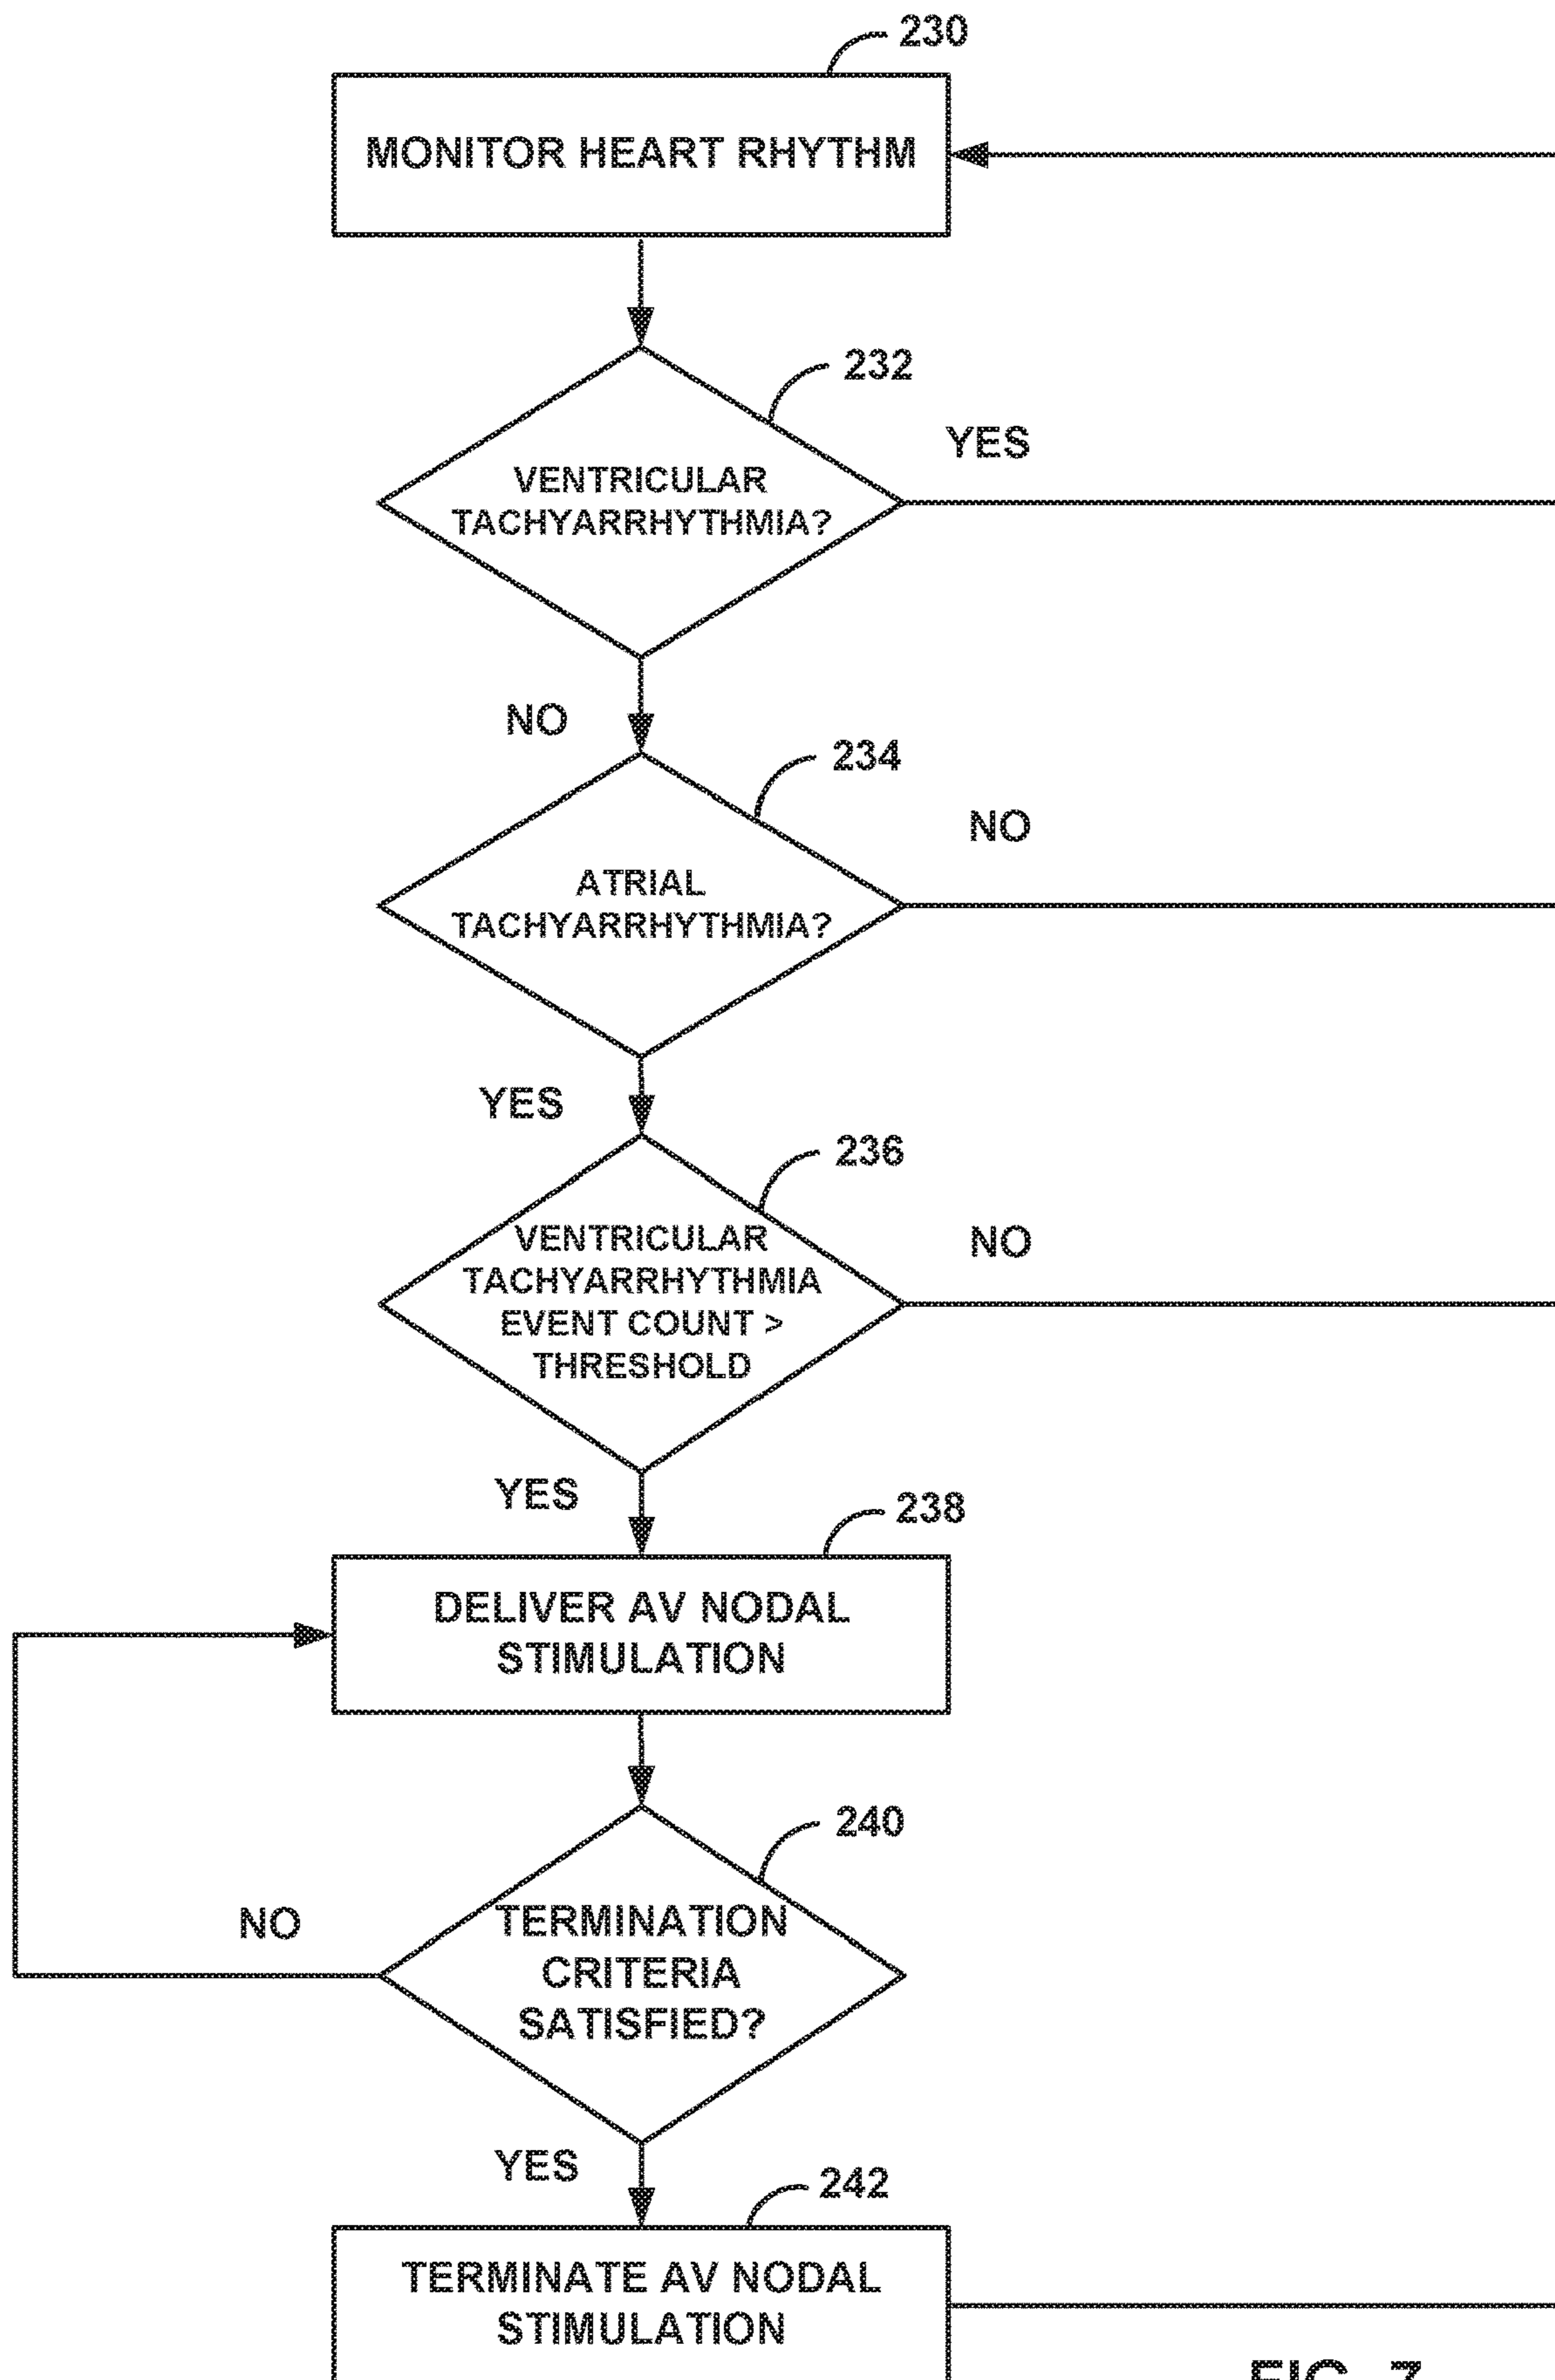 230
MONITOR HEART RHYTHM
232
YES
VENTRICULAR
TACHYARRHYTHMIA?
NO
234
NO
ATRIAL
TACHYARRHYTHMIA?
YES
236
NO
VENTRICULAR
TACHYARRHYTHMIA
EVENT COUNT >
THRESHOLD
YES
238
DELIVER AV NODAL
STIMULATION
240
NO
TERMINATION
CRITERIA
SATISFIED?
YES
242
TERMINATE AV NODAL
STIMULATION
FIG. 7